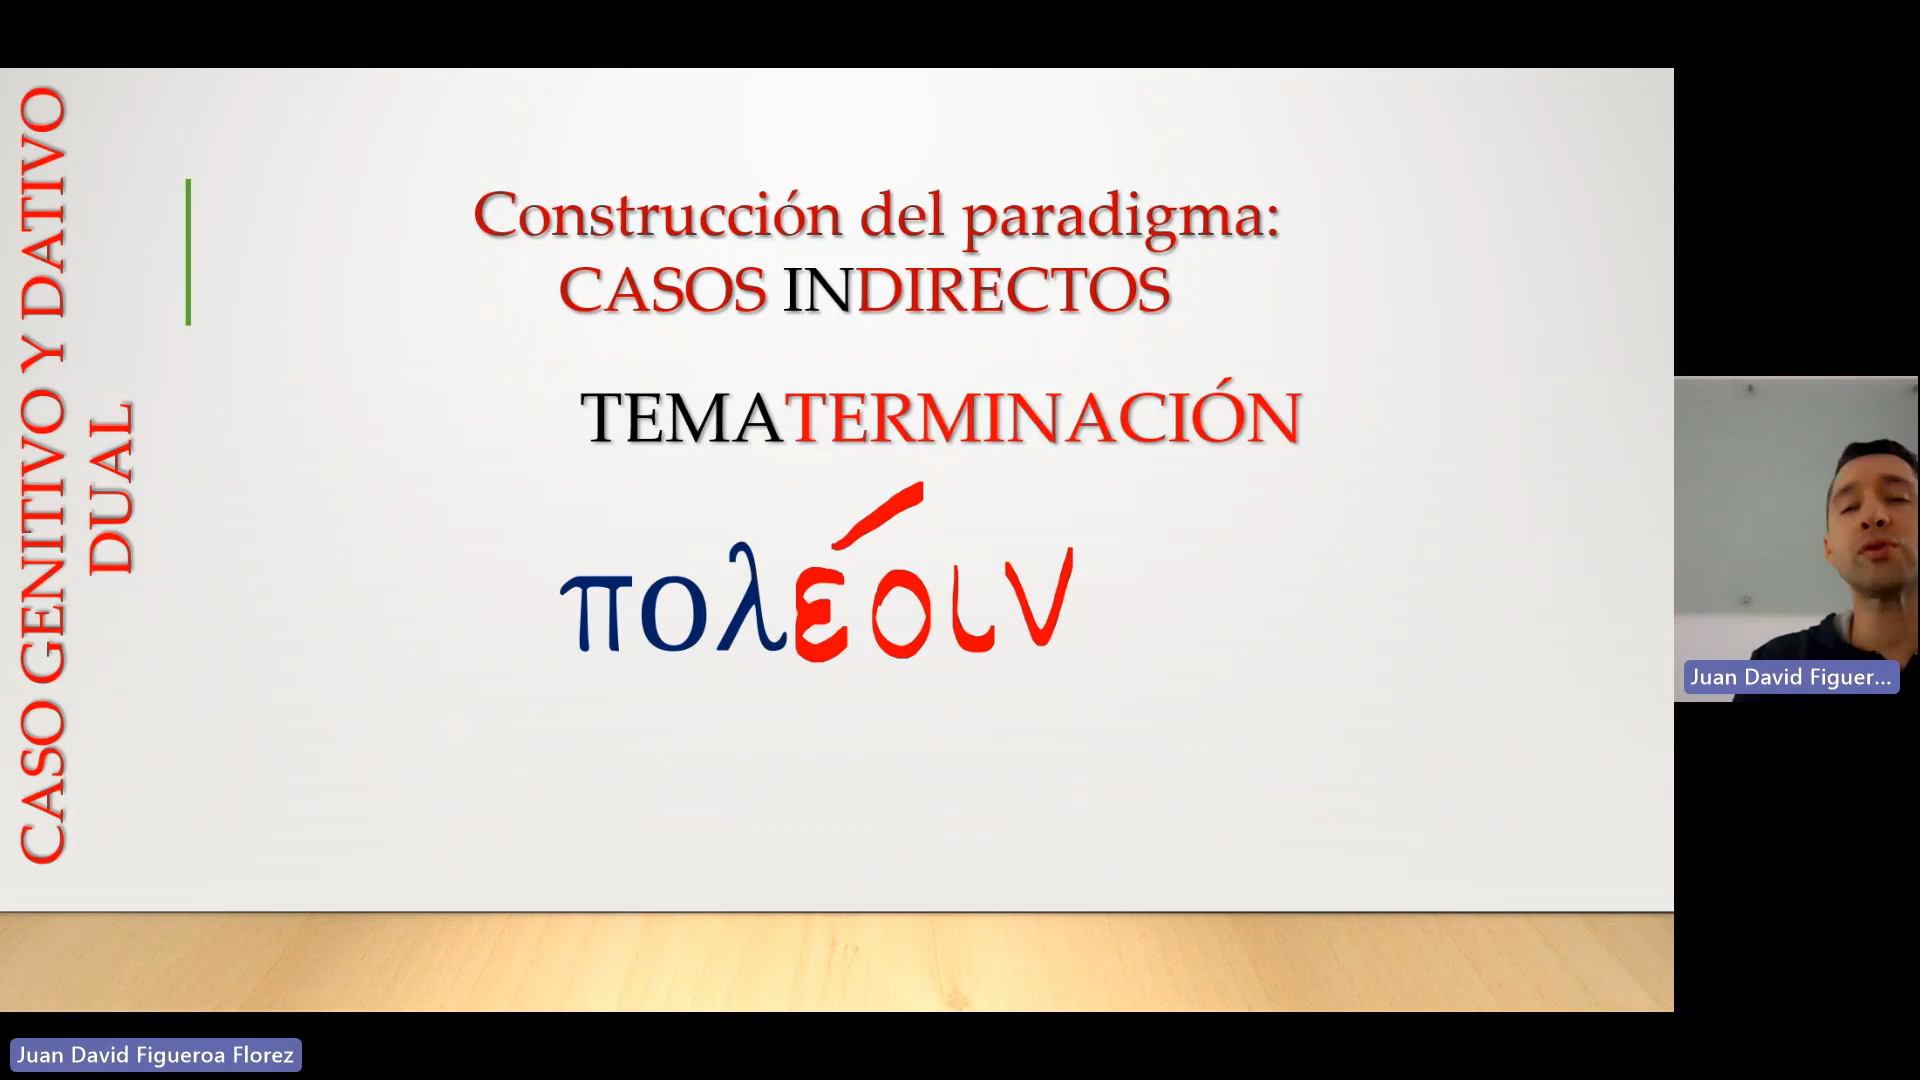 CASO GENITIVO Y DATIVO
DUAL
Construcción del paradigma:
CASOS INDIRECTOS
TEMATERMINACIÓN
πολέοιν
Juan David Figuer...
Juan David Figueroa Florez